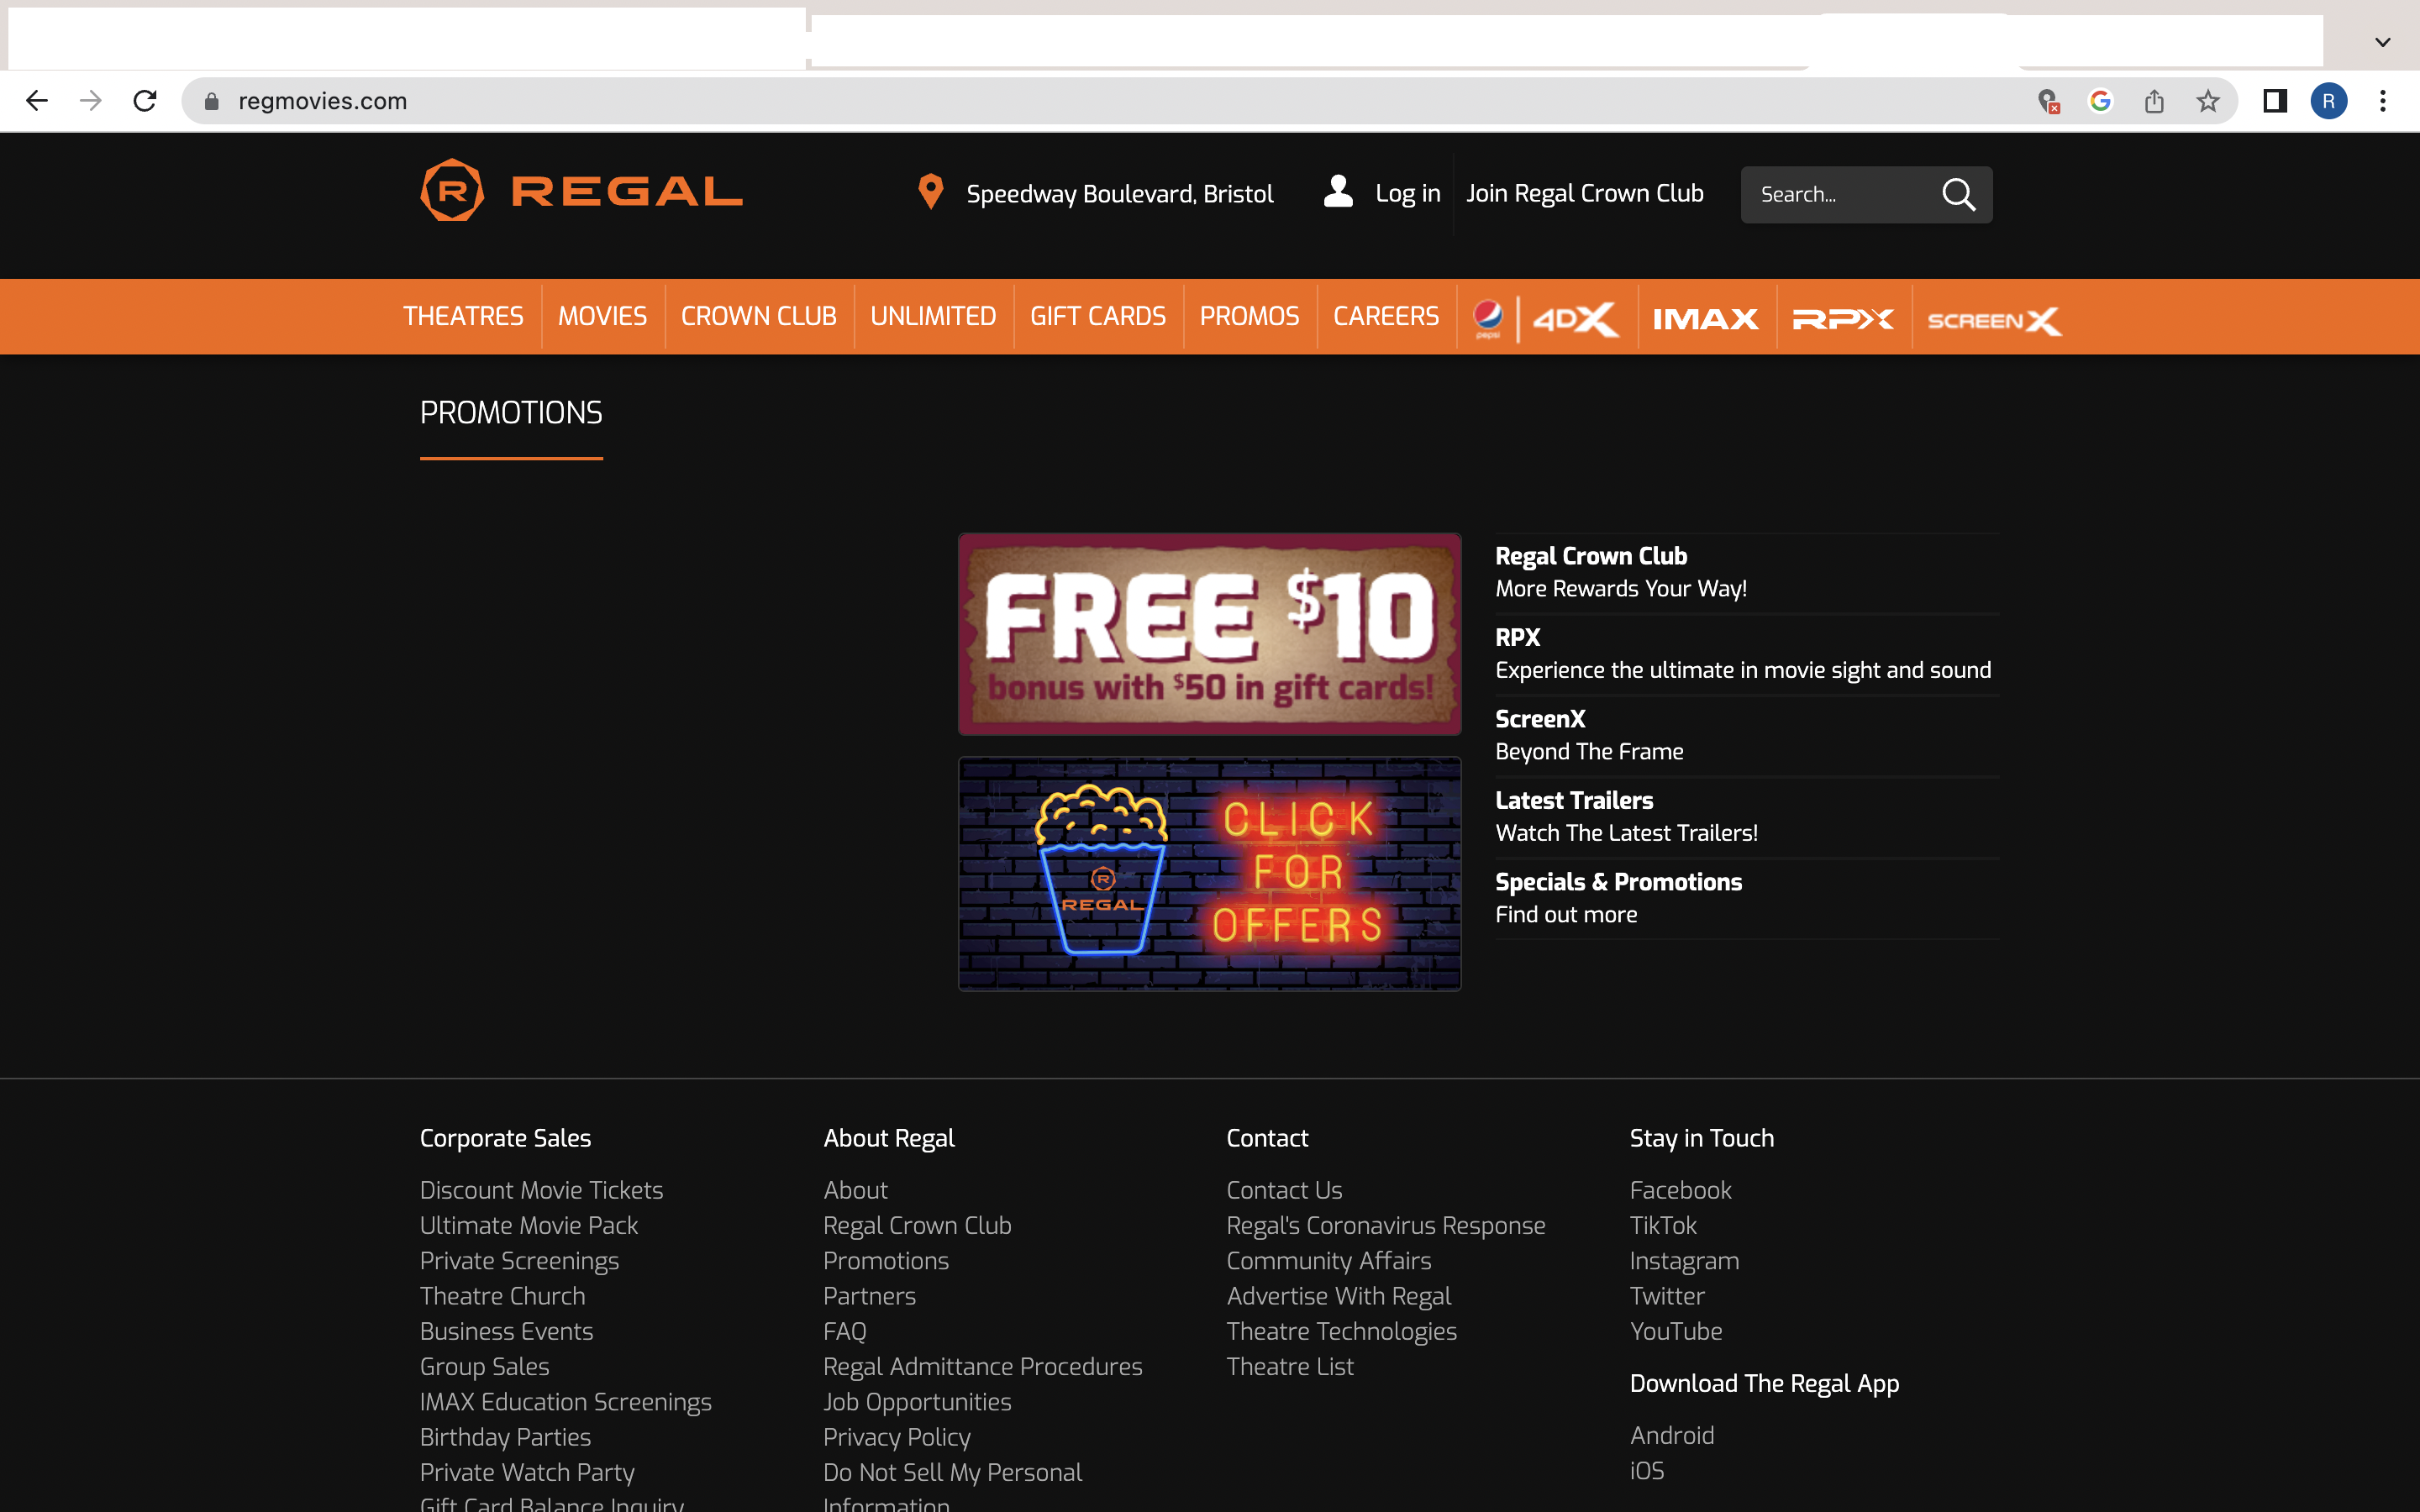 regmovies.com
R
R REGAL
Speedway Boulevard, Bristol
Log in
Join Regal Crown Club
Search...
THEATRES
MOVIES
CROWN CLUB
UNLIMITED
GIFT CARDS
PROMOS
CAREERS
pepsi 4DX
IMAX
RPX
SCREENX
PROMOTIONS
FREE $10
bonus with $50 in gift cards!
R
REGAL
CLICK
FOR
OFFERS
Regal Crown Club
More Rewards Your Way!
RPX
Experience the ultimate in movie sight and sound
ScreenX
Beyond The Frame
Latest Trailers
Watch The Latest Trailers!
Specials & Promotions
Find out more
Corporate Sales
Discount Movie Tickets
Ultimate Movie Pack
Private Screenings
Theatre Church
Business Events
Group Sales
IMAX Education Screenings
Birthday Parties
Private Watch Party
Gift Card Balance Inquiry
About Regal
About
Regal Crown Club
Promotions
Partners
FAQ
Regal Admittance Procedures
Job Opportunities
Privacy Policy
Do Not Sell My Personal
Information
Contact
Contact Us
Regal's Coronavirus Response
Community Affairs
Advertise With Regal
Theatre Technologies
Theatre List
Stay in Touch
Facebook
TikTok
Instagram
Twitter
YouTube
Download The Regal App
Android
iOS